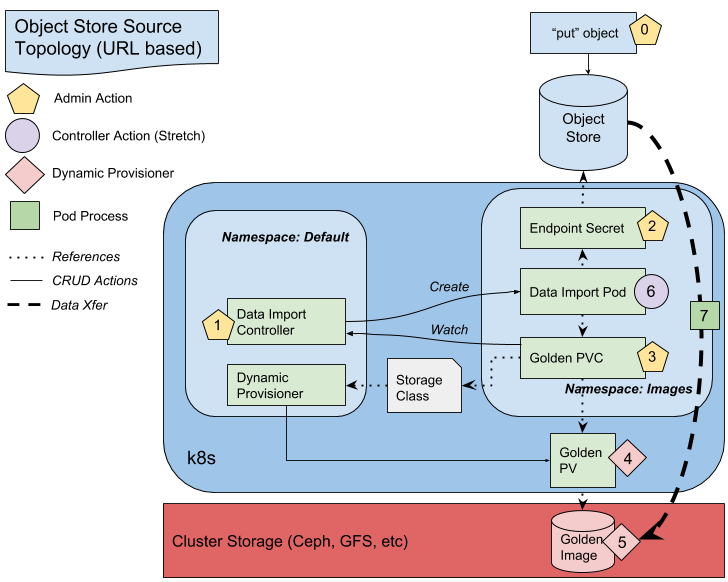 Object Store Source
Topology (URL based)
Admin Action
Controller Action (Stretch)
Dynamic Provisioner
Pod Process
References
CRUD Actions
Data Xfer
"put" object
0
Object
Store
Namespace: Default
Endpoint Secret
2
Create
Data Import Pod
6
1
Data Import
Controller
7
Watch
Golden PVC
3
Dynamic
Provisioner
Storage
Class
Namespace: Images
k8s
Golden
PV
4
Cluster Storage (Ceph, GFS, etc)
Golden
Image
5